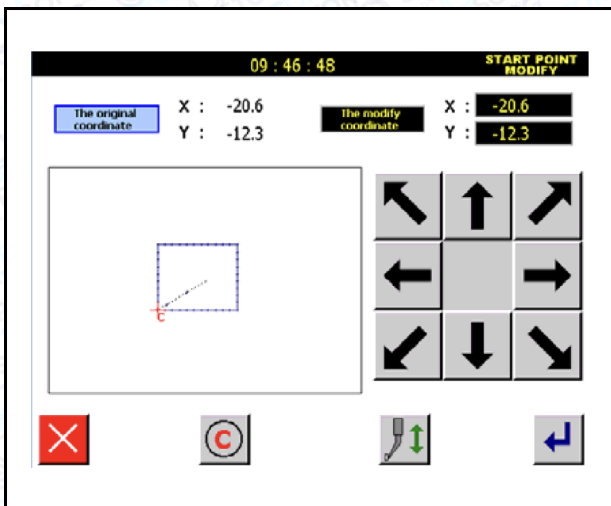 09 : 46 : 48
START POINT
MODIFY
The original
coordinate
X : -20.6
Y : -12.3
The modify
coordinate
X : -20.6
Y : -12.3
C
C